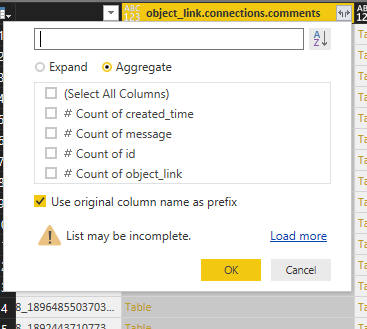 ABC
123
object_link.connections.comments
ABC
123
A
Z
Expand
Aggregate
(Select All Columns)
# Count of created_time
# Count of message
# Count of id
# Count of object_link
Use original column name as prefix
List may be incomplete.
Load more
OK
Cancel
4
8_1896485503703...
Table
8_1892443710773
Table